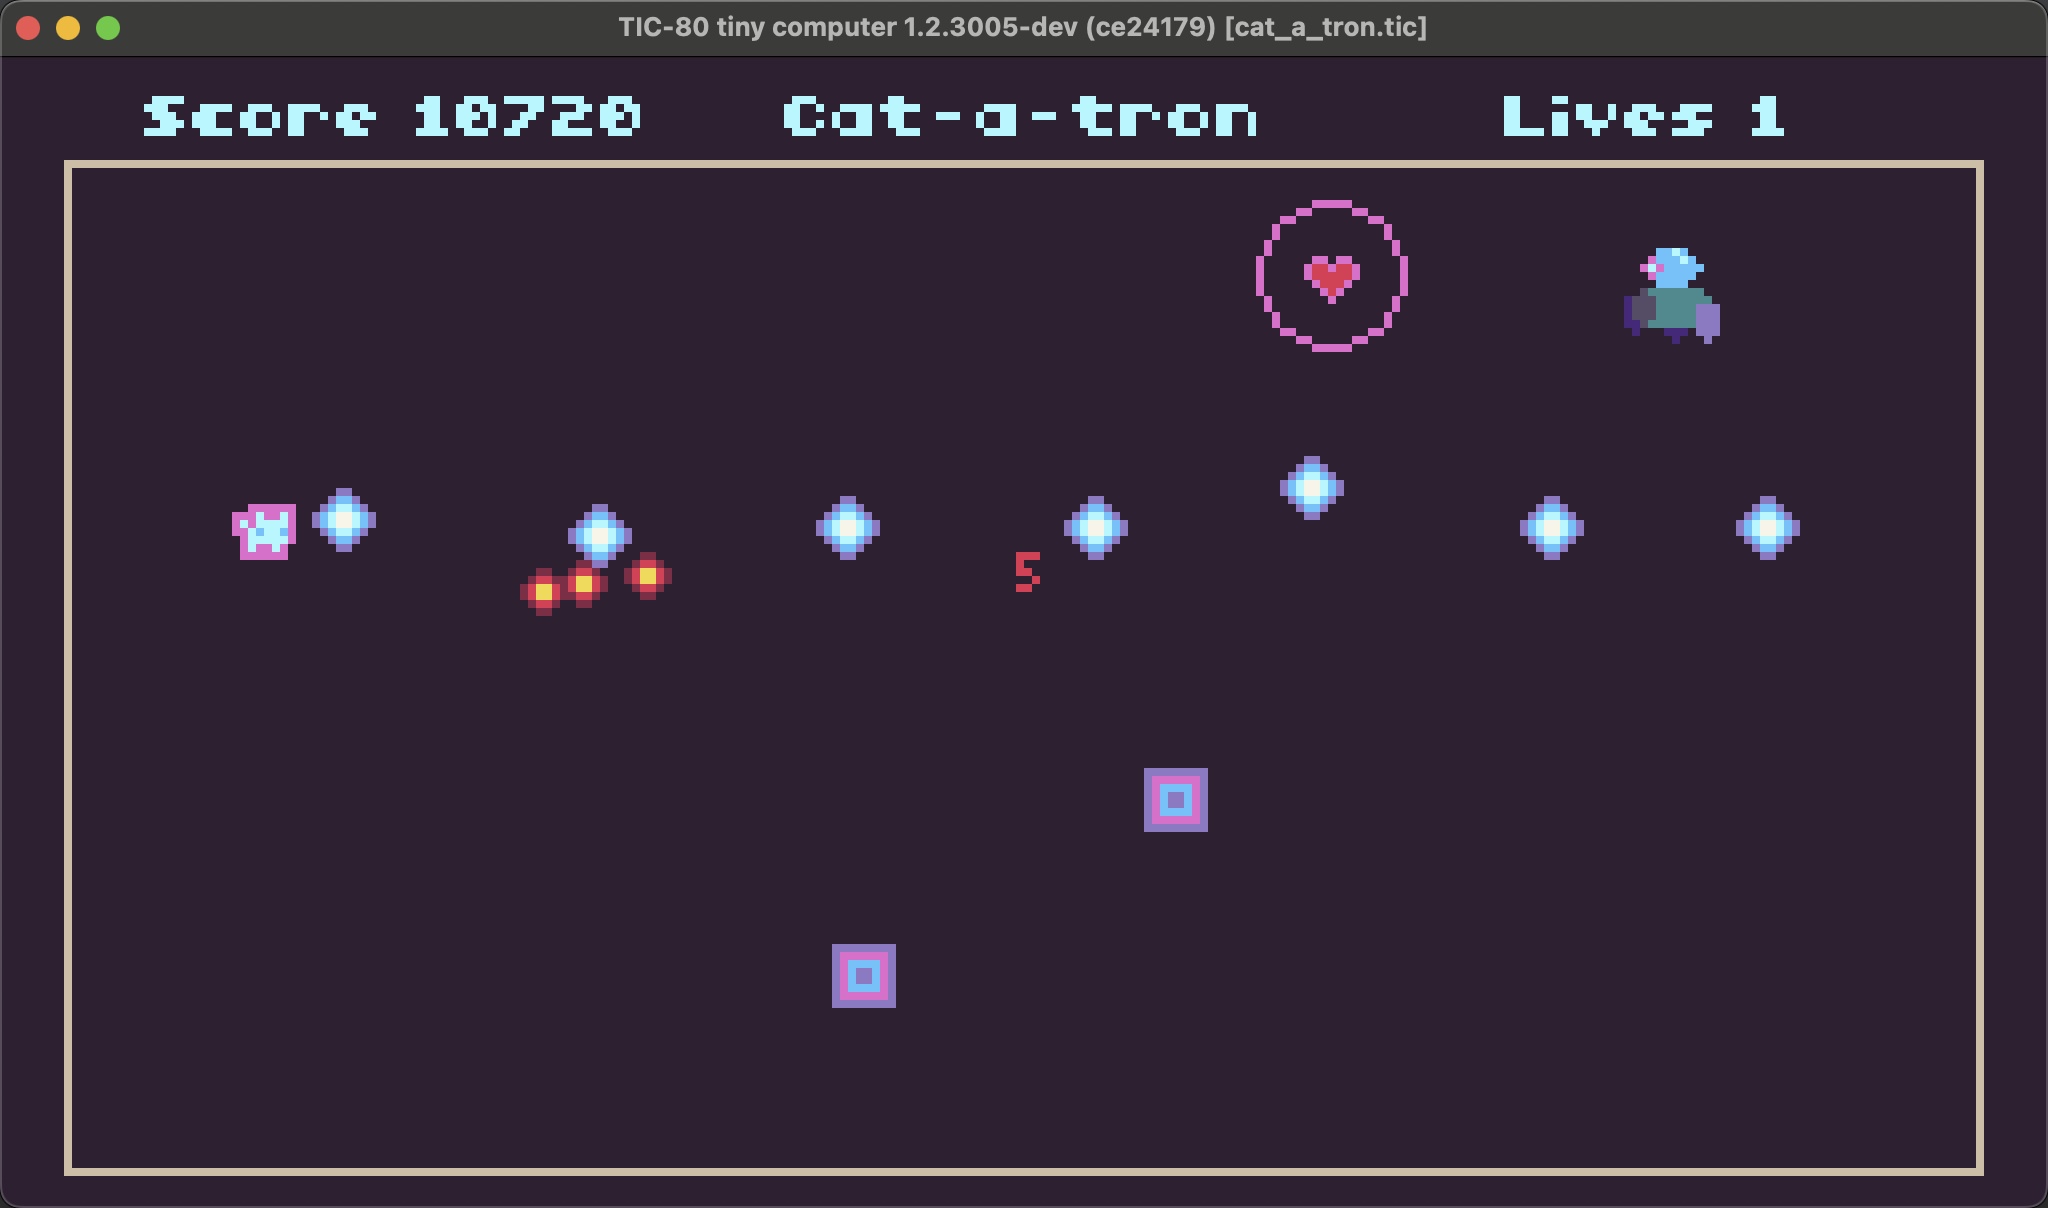 TIC-80 tiny computer 1.2.3005-dev (ce24179) [cat_a_tron.tic]
Score 10720 Cat-a-tron Lives 1
5